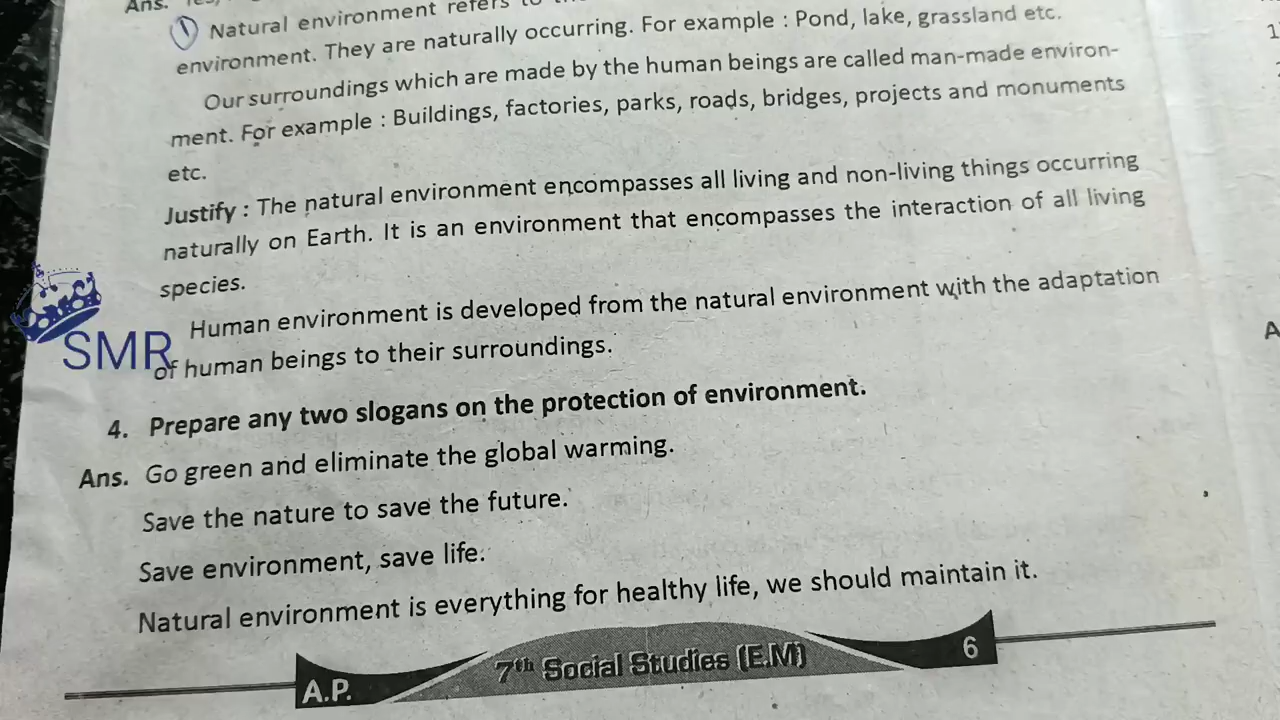 Ans.
1 Natural environment refers to the
environment. They are naturally occurring. For example : Pond, lake, grassland etc.
Our surroundings which are made by the human beings are called man-made environ-
ment. For example : Buildings, factories, parks, roads, bridges, projects and monuments
etc.
Justify : The natural environment encompasses all living and non-living things occurring
naturally on Earth. It is an environment that encompasses the interaction of all living
species.
Human environment is developed from the natural environment with the adaptation
of human beings to their surroundings.
SMR
4. Prepare any two slogans on the protection of environment.
Ans. Go green and eliminate the global warming.
Save the nature to save the future.
Save environment, save life.
Natural environment is everything for healthy life, we should maintain it.
A.P. 7th Social Studies (E.M) 6